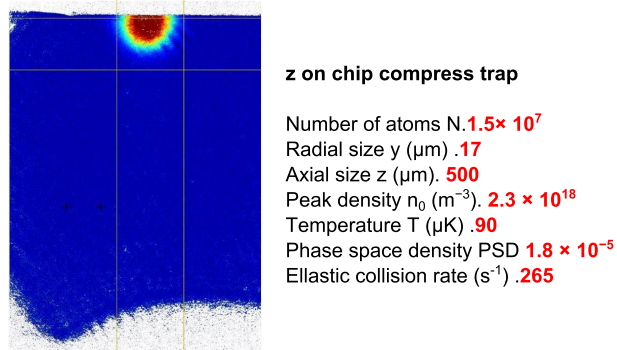 z on chip compress trap
Number of atoms N.1.5× 10⁷
Radial size y (μm) .17
Axial size z (μm). 500
Peak density n₀ (m⁻³). 2.3 × 10¹⁸
Temperature T (μK) .90
Phase space density PSD 1.8 × 10⁻⁵
Ellastic collision rate (s⁻¹) .265